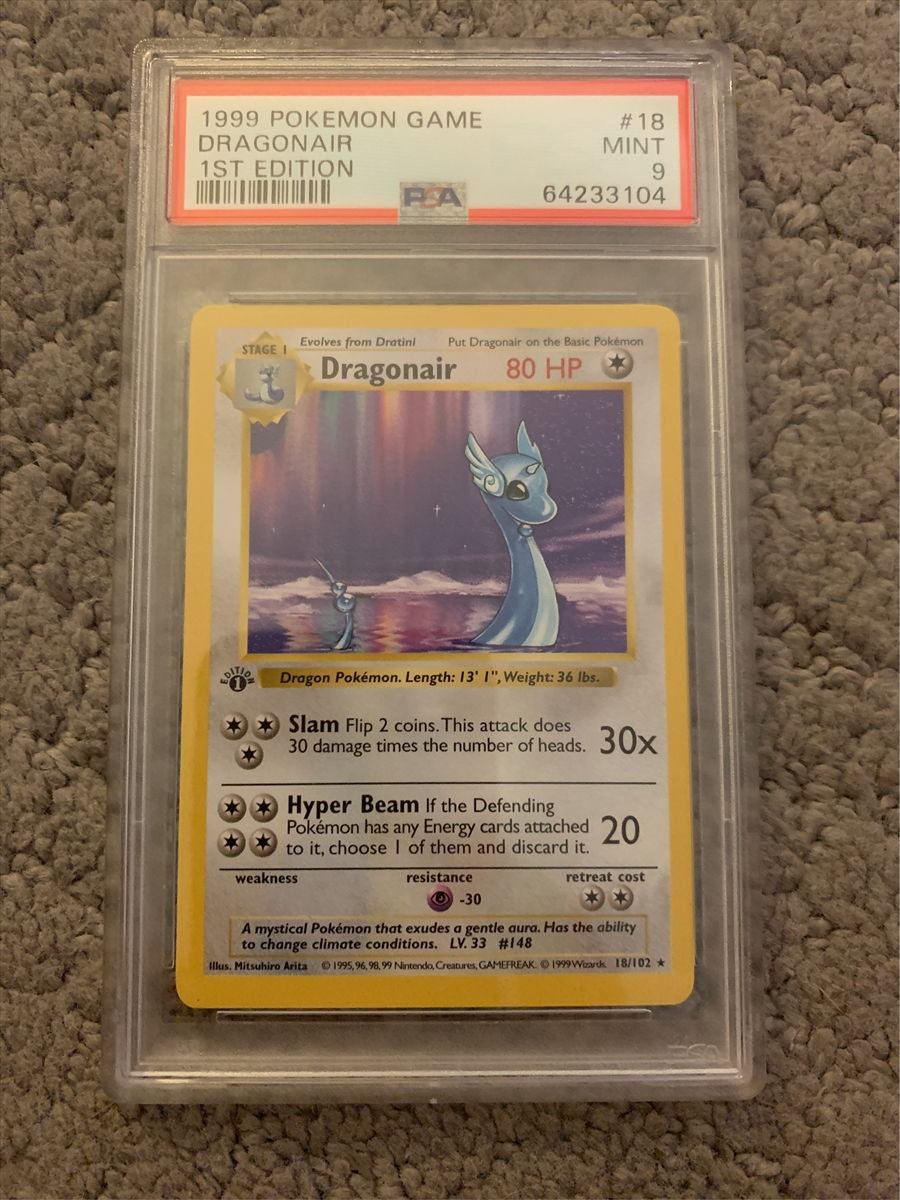 1999 POKEMON GAME #18
DRAGONAIR MINT
1ST EDITION 9
PSA 64233104
STAGE 1 Evolves from Dratini Put Dragonair on the Basic Pokémon
Dragonair 80 HP
EDITION 1
Dragon Pokémon. Length: 13' 1", Weight: 36 lbs.
Slam Flip 2 coins. This attack does
30 damage times the number of heads. 30x
Hyper Beam If the Defending
Pokémon has any Energy cards attached 20
to it, choose 1 of them and discard it.
weakness resistance retreat cost
-30
A mystical Pokémon that exudes a gentle aura. Has the ability
to change climate conditions. LV. 33 #148
Illus. Mitsuhiro Arita © 1995, 96, 98, 99 Nintendo, Creatures, GAMEFREAK. © 1999 Wizards. 18/102 ★
PSA